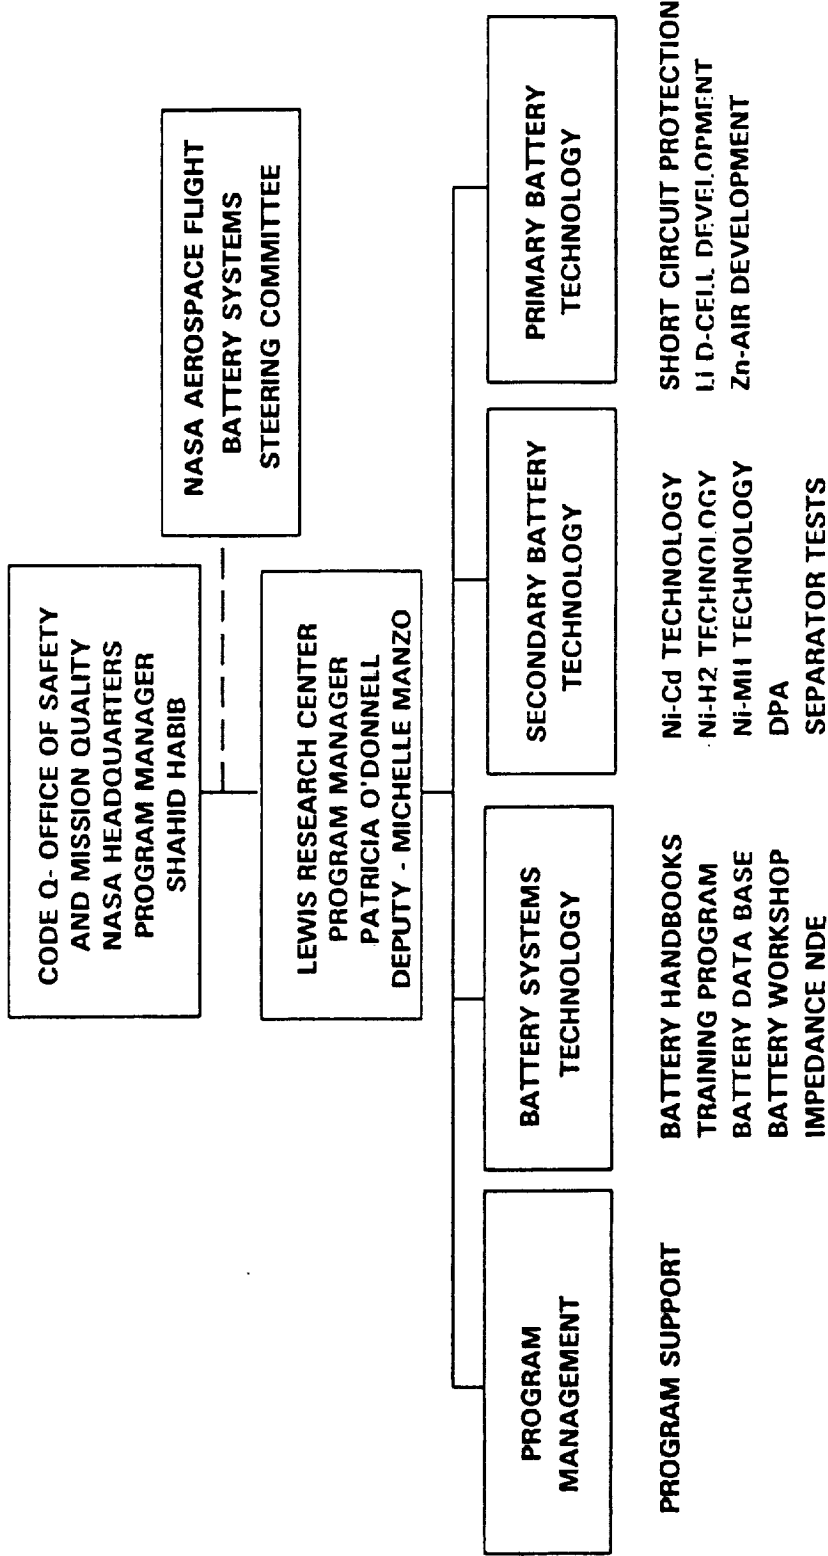 CODE Q- OFFICE OF SAFETY
AND MISSION QUALITY
NASA HEADQUARTERS
PROGRAM MANAGER
SHAHID HABIB
NASA AEROSPACE FLIGHT
BATTERY SYSTEMS
STEERING COMMITTEE
LEWIS RESEARCH CENTER
PROGRAM MANAGER
PATRICIA O'DONNELL
DEPUTY - MICHELLE MANZO
PROGRAM
MANAGEMENT
PROGRAM SUPPORT
BATTERY SYSTEMS
TECHNOLOGY
BATTERY HANDBOOKS
TRAINING PROGRAM
BATTERY DATA BASE
BATTERY WORKSHOP
IMPEDANCE NDE
SECONDARY BATTERY
TECHNOLOGY
Ni-Cd TECHNOLOGY
Ni-H2 TECHNOLOGY
Ni-MH TECHNOLOGY
DPA
SEPARATOR TESTS
PRIMARY BATTERY
TECHNOLOGY
SHORT CIRCUIT PROTECTION
Li D-CELL DEVELOPMENT
Zn-AIR DEVELOPMENT